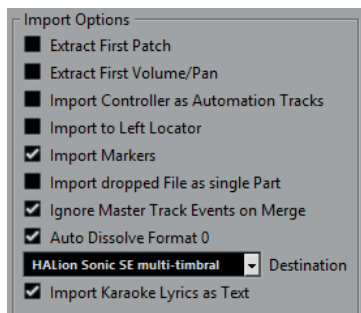 Import Options
Extract First Patch
Extract First Volume/Pan
Import Controller as Automation Tracks
Import to Left Locator
Import Markers
Import dropped File as single Part
Ignore Master Track Events on Merge
Auto Dissolve Format 0
HALion Sonic SE multi-timbral Destination
Import Karaoke Lyrics as Text